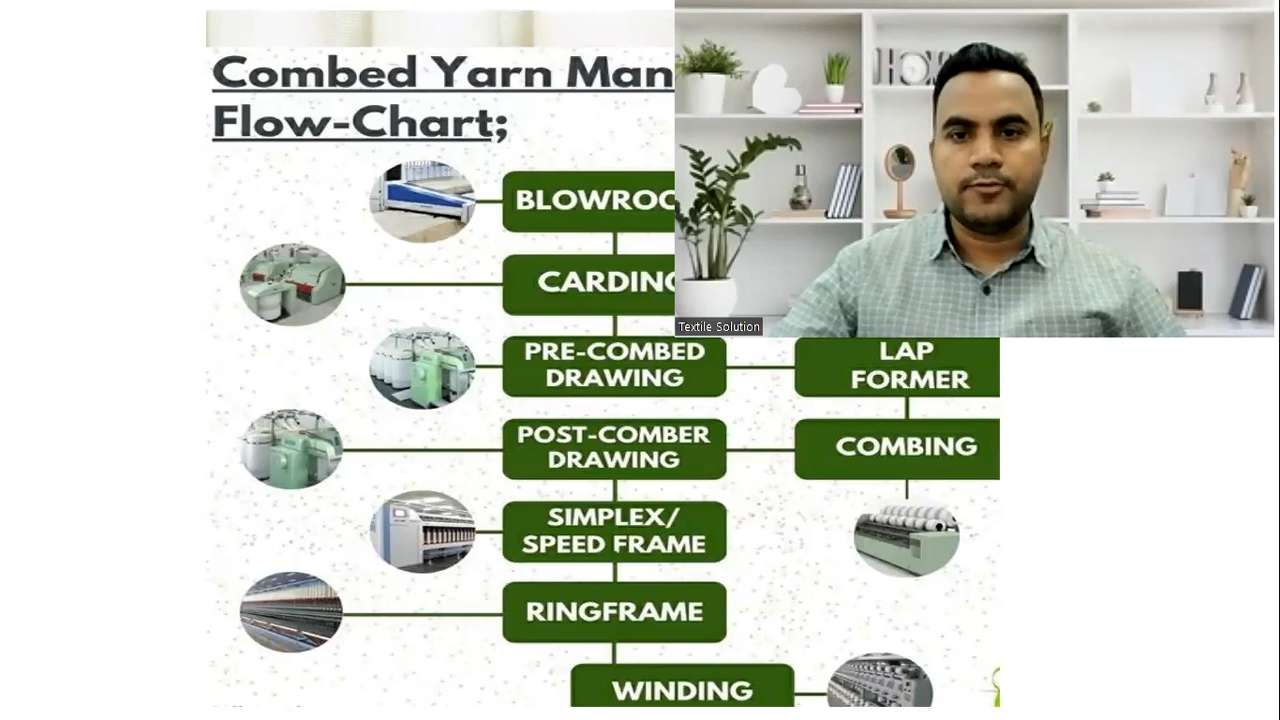 Combed Yarn Man
Flow-Chart;
BLOWROO
CARDING
PRE-COMBED
DRAWING
LAP
FORMER
POST-COMBER
DRAWING
COMBING
SIMPLEX/
SPEED FRAME
RINGFRAME
WINDING
Textile Solution